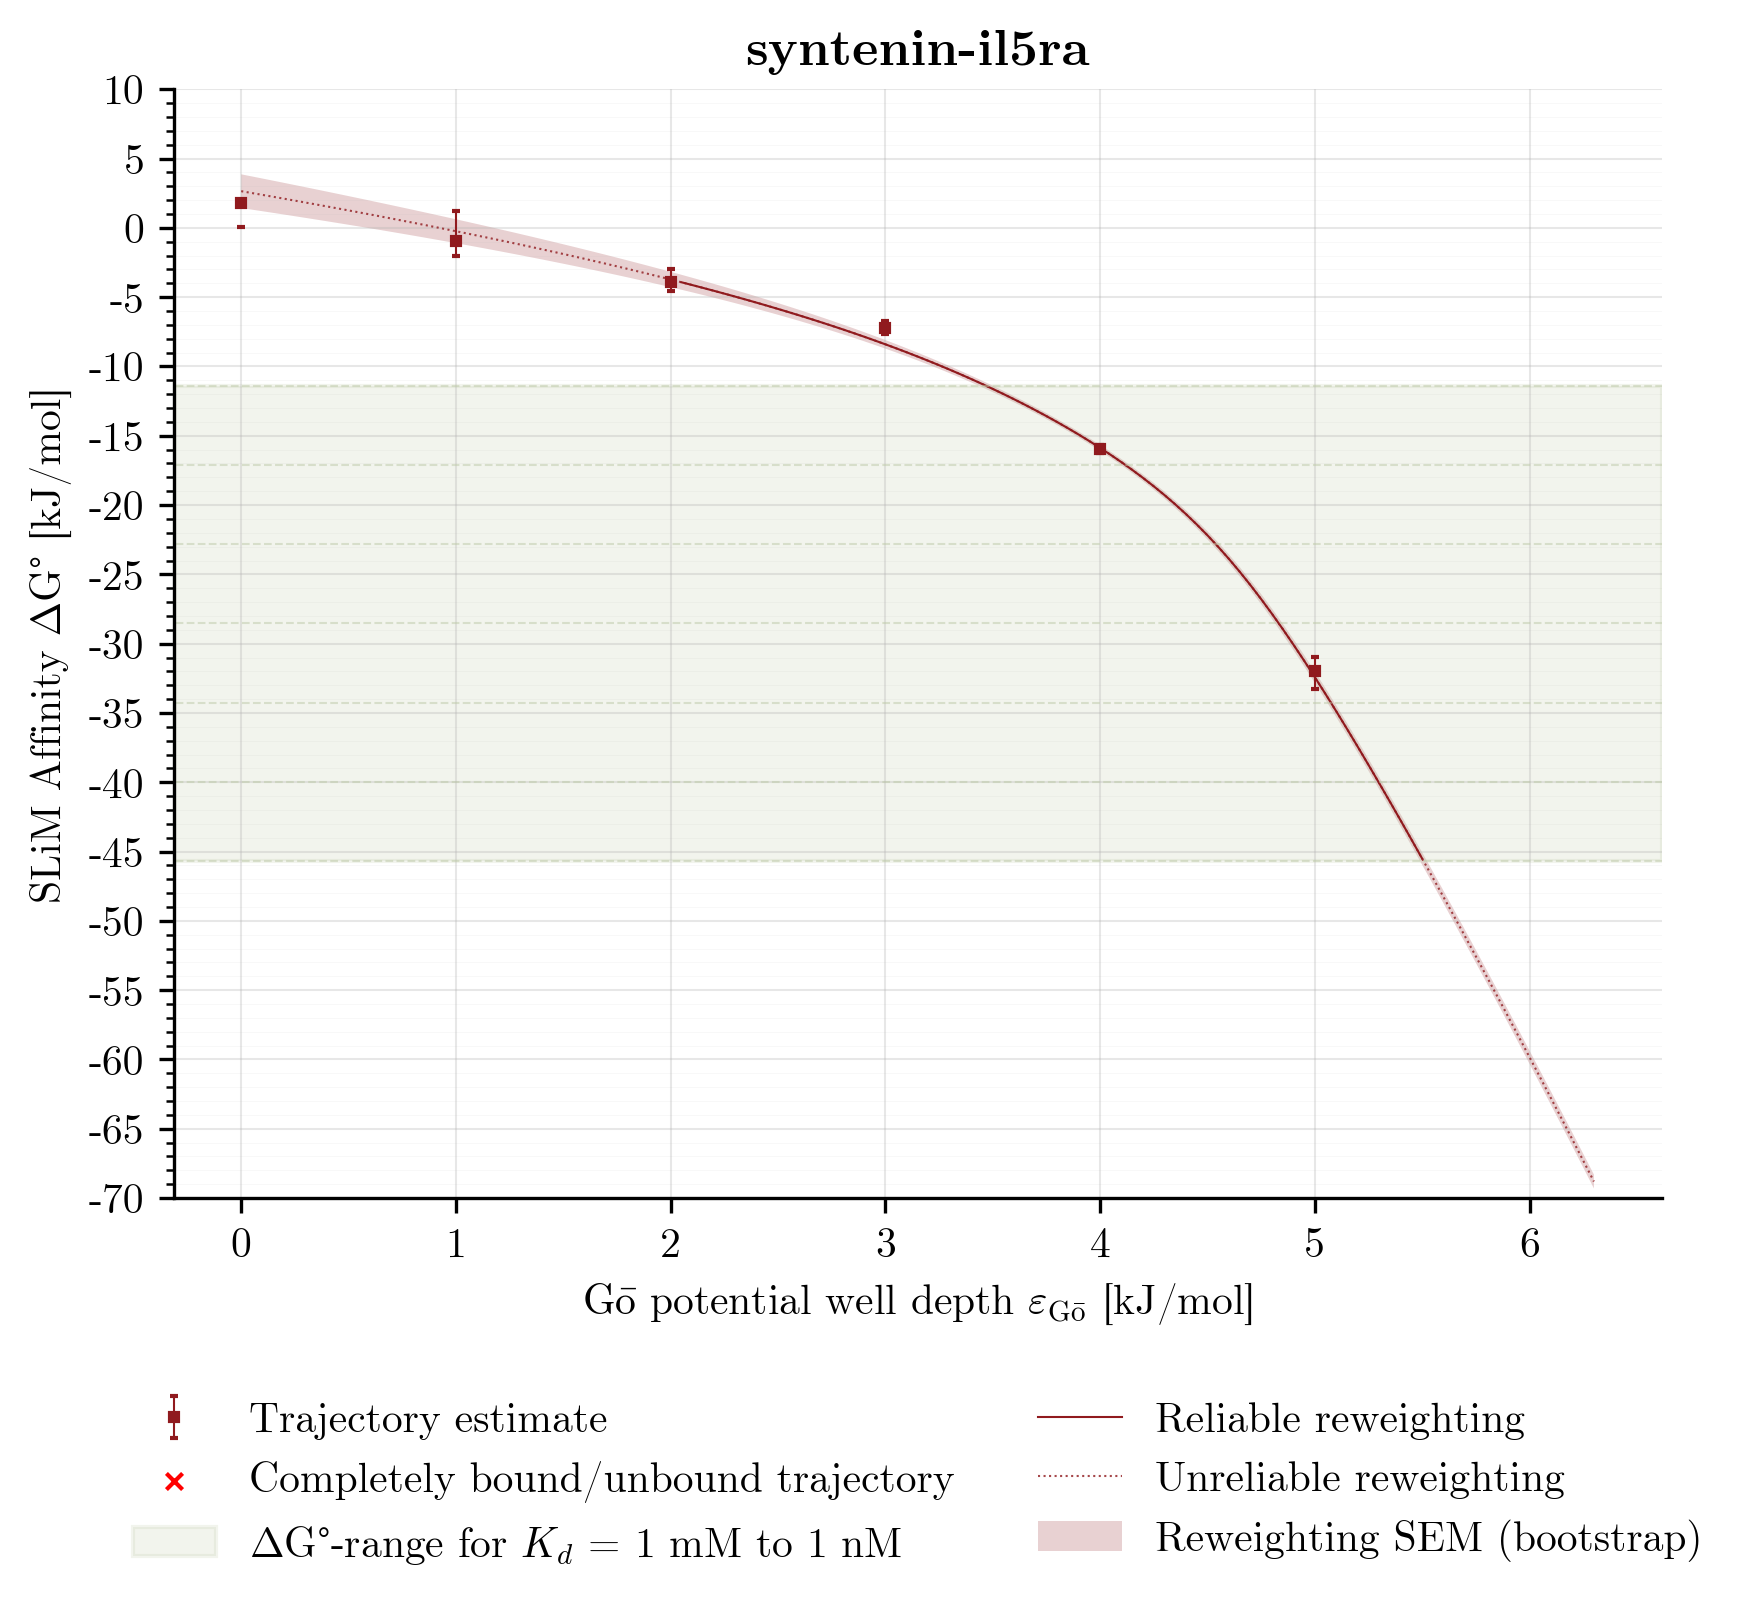 syntenin-il5ra
10
5
0
-5
-10
-15
-20
-25
-30
-35
-40
-45
-50
-55
-60
-65
-70
SLiM Affinity ΔG° [kJ/mol]
0 1 2 3 4 5 6
Gō potential well depth εGō [kJ/mol]
Trajectory estimate
Completely bound/unbound trajectory
ΔG°-range for Kd = 1 mM to 1 nM
Reliable reweighting
Unreliable reweighting
Reweighting SEM (bootstrap)